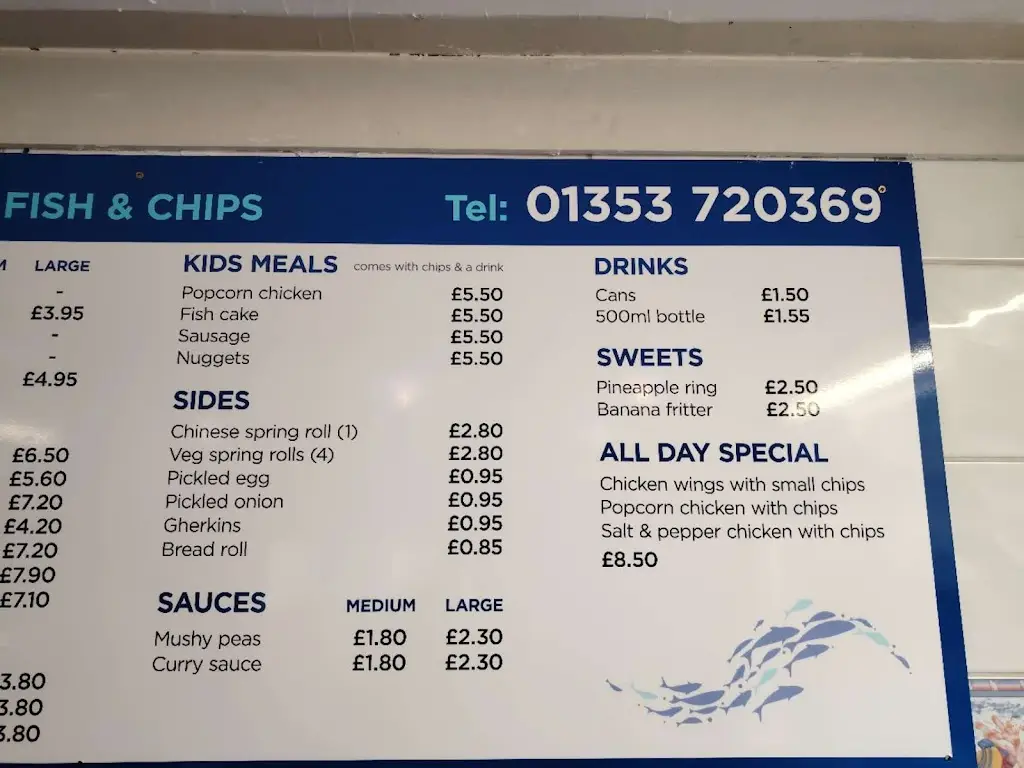 FISH & CHIPS Tel: 01353 720369
LARGE
-
£3.95
-
-
£4.95
£6.50
£5.60
£7.20
£4.20
£7.20
£7.90
£7.10
3.80
3.80
3.80
KIDS MEALS comes with chips & a drink
Popcorn chicken £5.50
Fish cake £5.50
Sausage £5.50
Nuggets £5.50
SIDES
Chinese spring roll (1) £2.80
Veg spring rolls (4) £2.80
Pickled egg £0.95
Pickled onion £0.95
Gherkins £0.95
Bread roll £0.85
SAUCES MEDIUM LARGE
Mushy peas £1.80 £2.30
Curry sauce £1.80 £2.30
DRINKS
Cans £1.50
500ml bottle £1.55
SWEETS
Pineapple ring £2.50
Banana fritter £2.50
ALL DAY SPECIAL
Chicken wings with small chips
Popcorn chicken with chips
Salt & pepper chicken with chips
£8.50